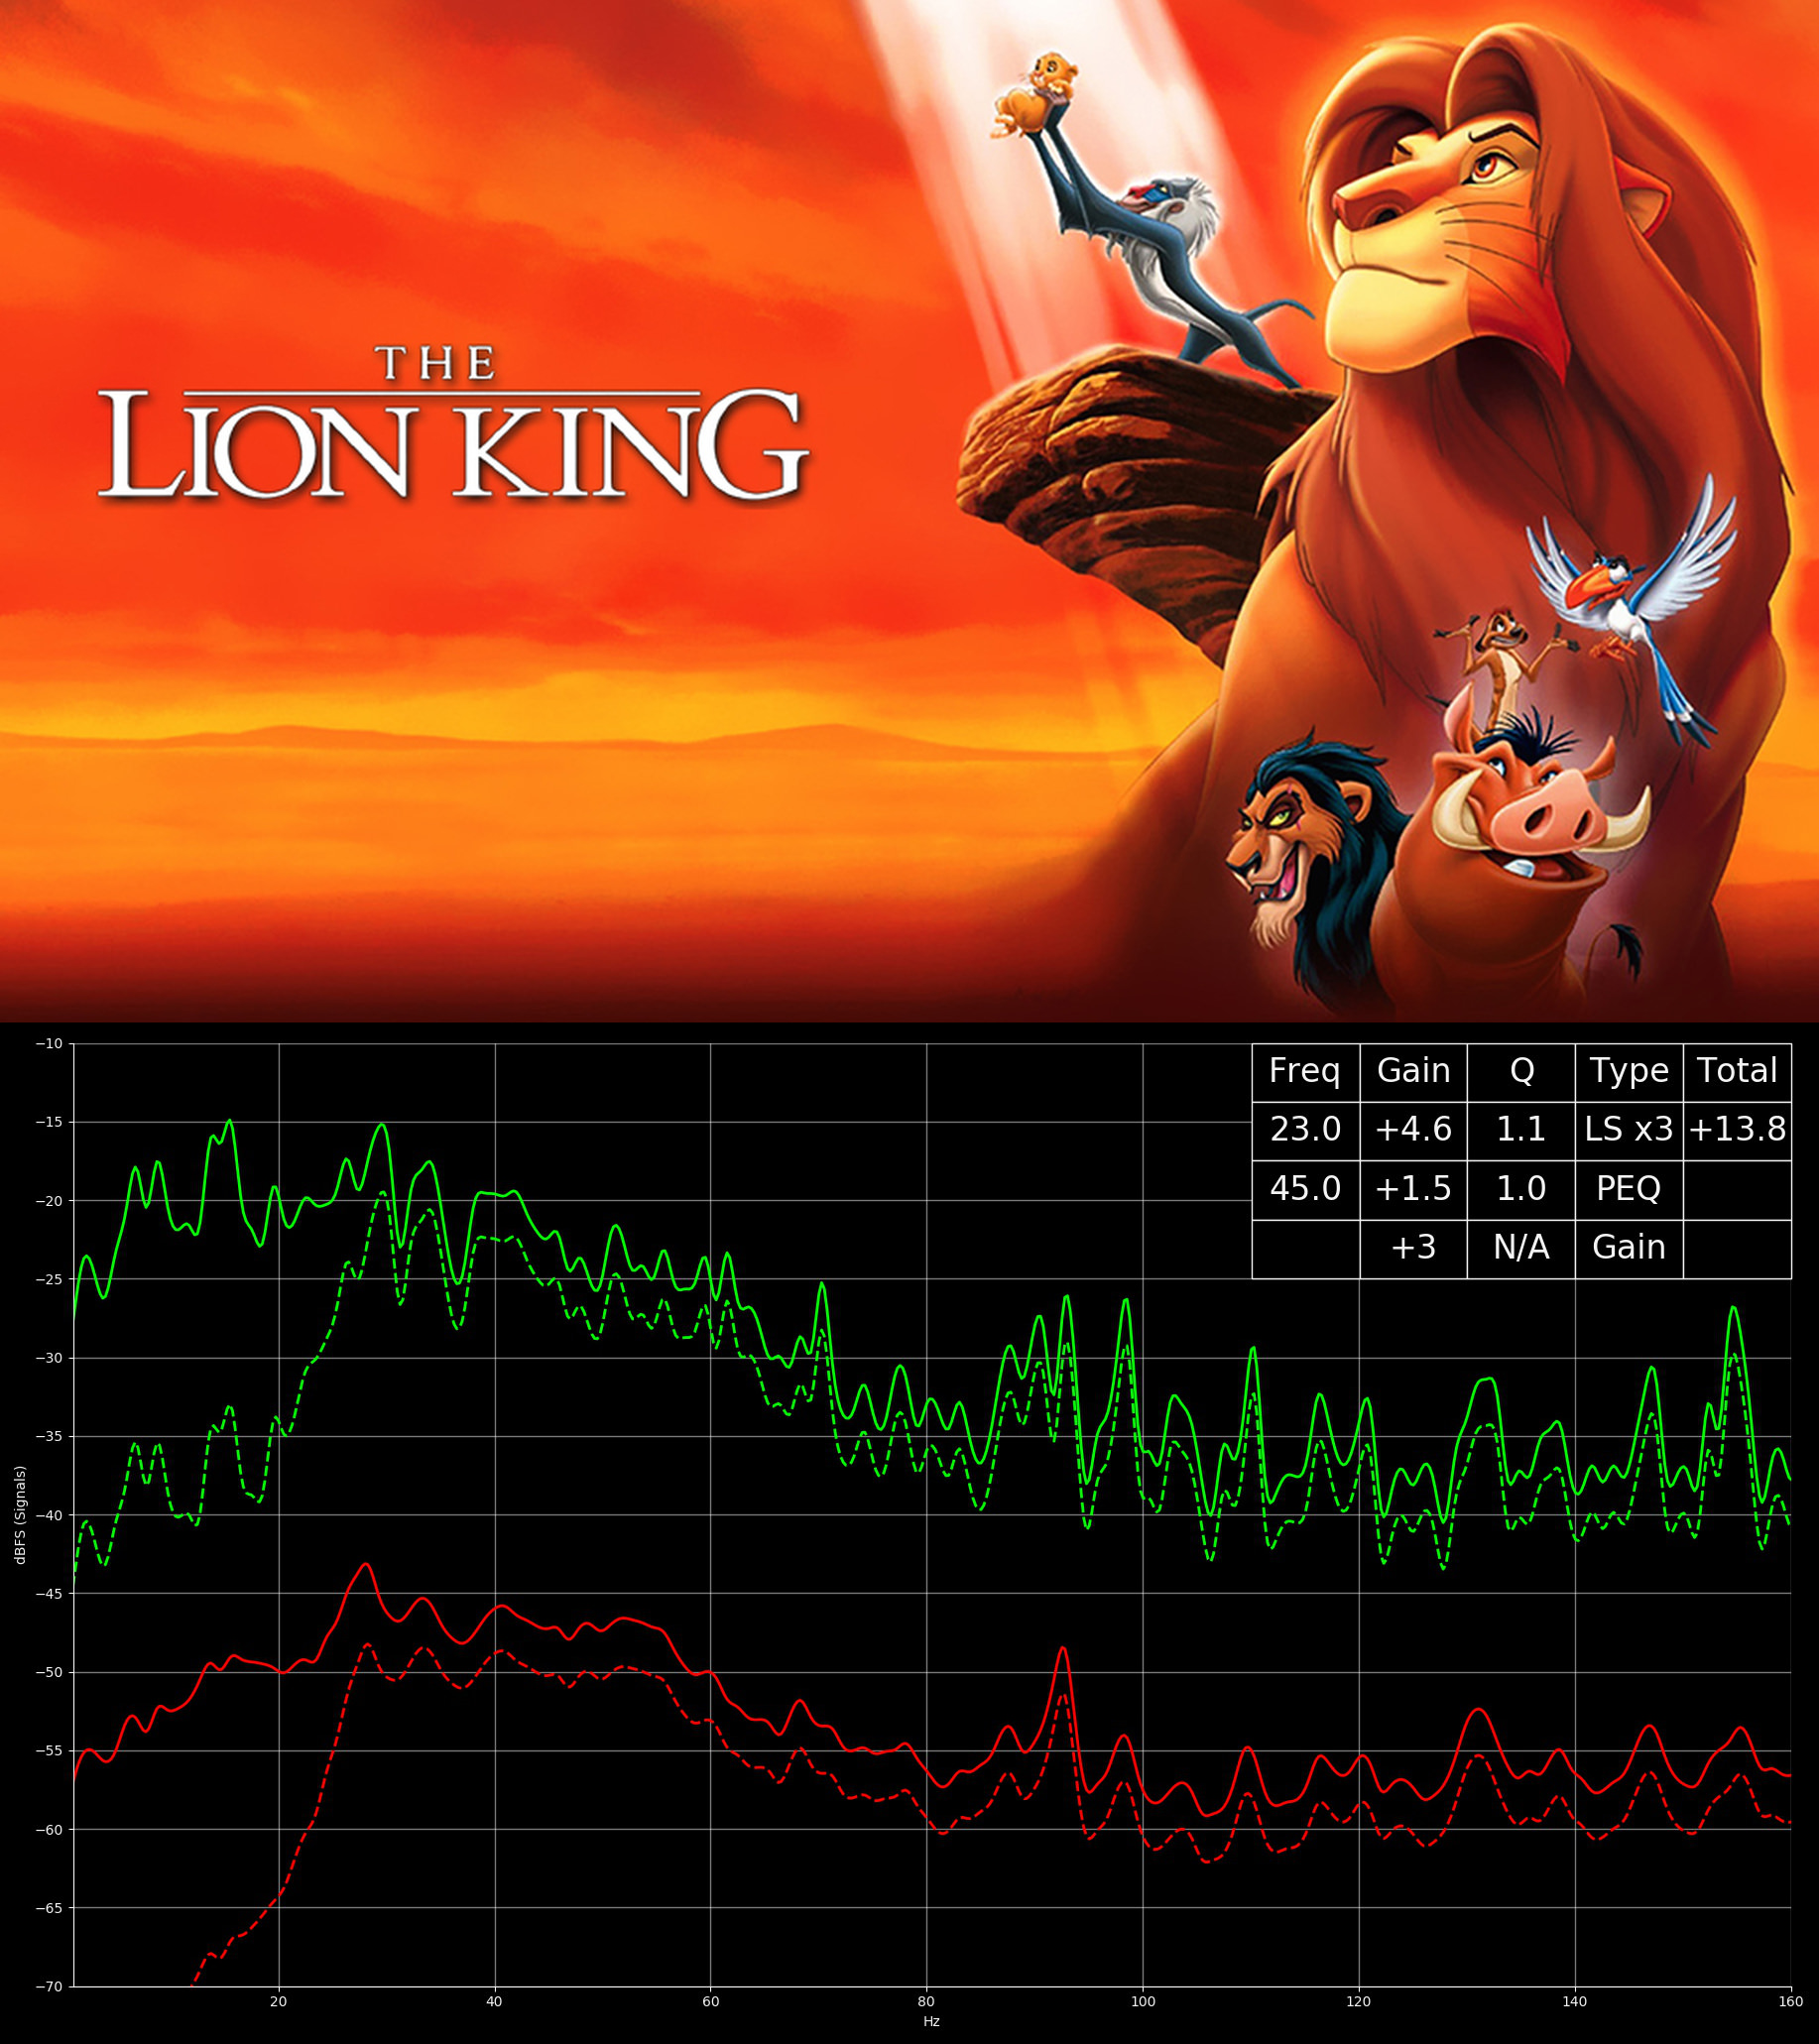 THE
LION KING
Freq Gain Q Type Total
23.0 +4.6 1.1 LS x3 +13.8
45.0 +1.5 1.0 PEQ
+3 N/A Gain
−10
−15
−20
−25
−30
−35
−40
−45
−50
−55
−60
−65
−70
dBFS (Signals)
20 40 60 80 100 120 140 160
Hz